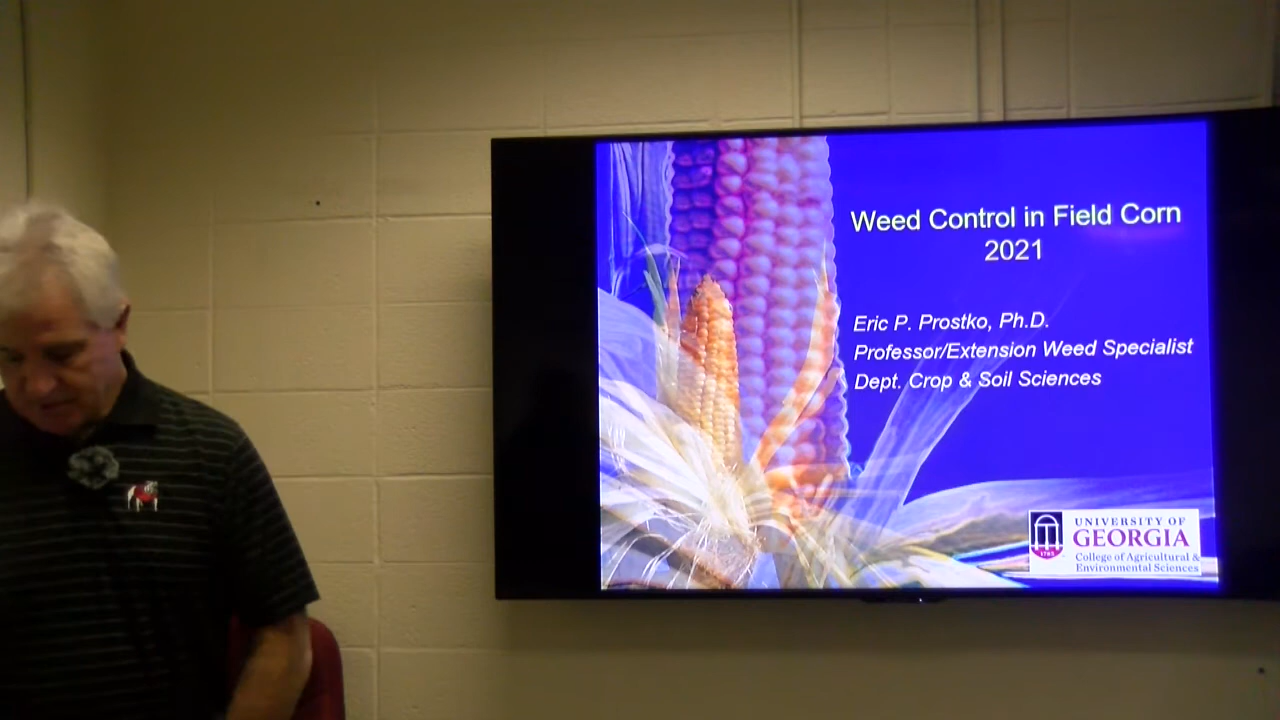 Weed Control in Field Corn
2021
Eric P. Prostko, Ph.D.
Professor/Extension Weed Specialist
Dept. Crop & Soil Sciences
1785
UNIVERSITY OF
GEORGIA
College of Agricultural &
Environmental Sciences